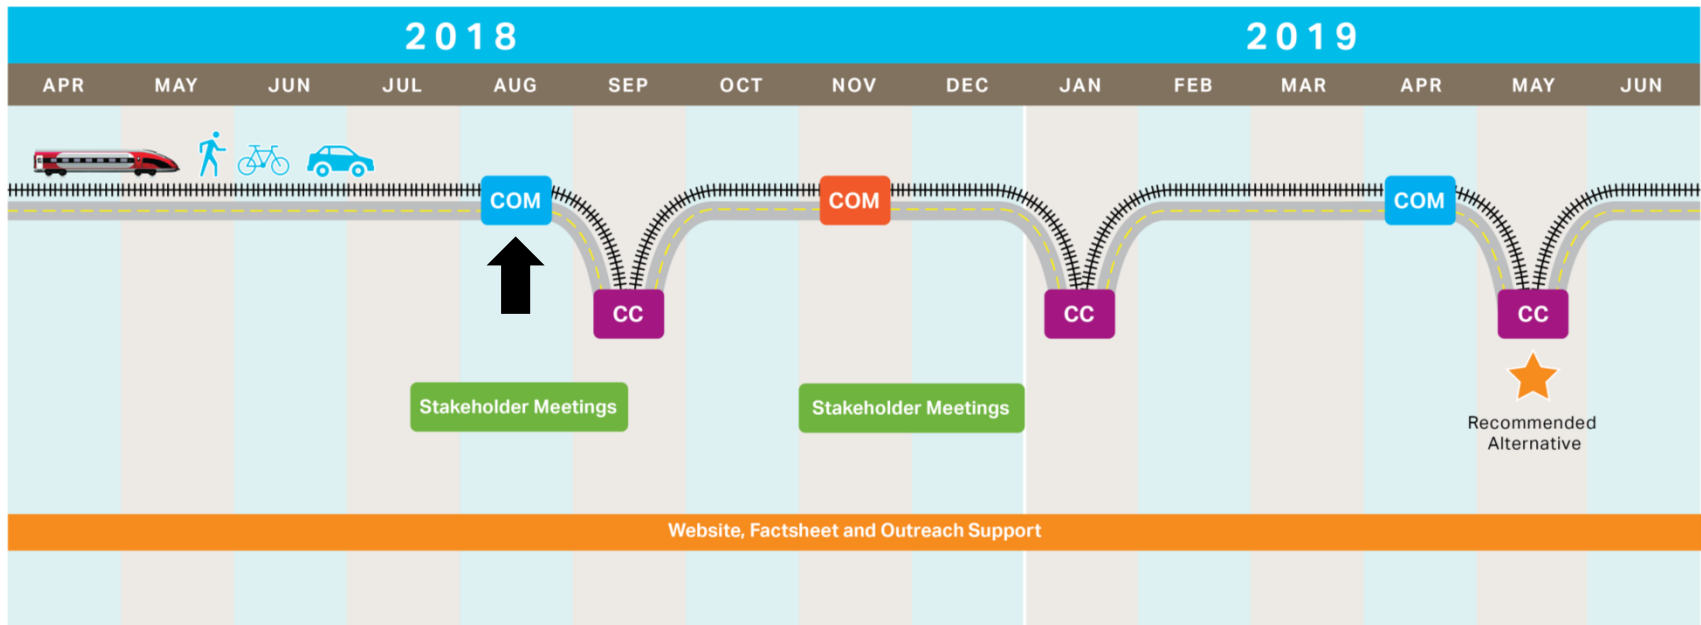 2018 2019
APR MAY JUN JUL AUG SEP OCT NOV DEC JAN FEB MAR APR MAY JUN
COM COM COM
CC CC CC
Stakeholder Meetings Stakeholder Meetings
Recommended
Alternative
Website, Factsheet and Outreach Support